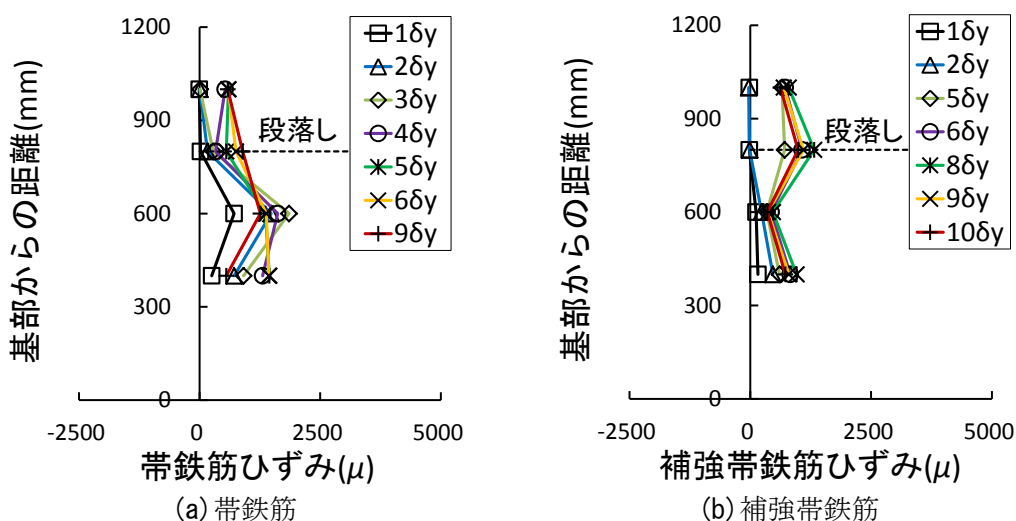 1200
900
600
300
0
-2500 0 2500 5000
基部からの距離(mm)
帯鉄筋ひずみ(μ)
段落し
1δy
2δy
3δy
4δy
5δy
6δy
9δy
(a) 帯鉄筋
1200
900
600
300
0
-2500 0 2500 5000
基部からの距離(mm)
補強帯鉄筋ひずみ(μ)
段落し
1δy
2δy
5δy
6δy
8δy
9δy
10δy
(b) 補強帯鉄筋